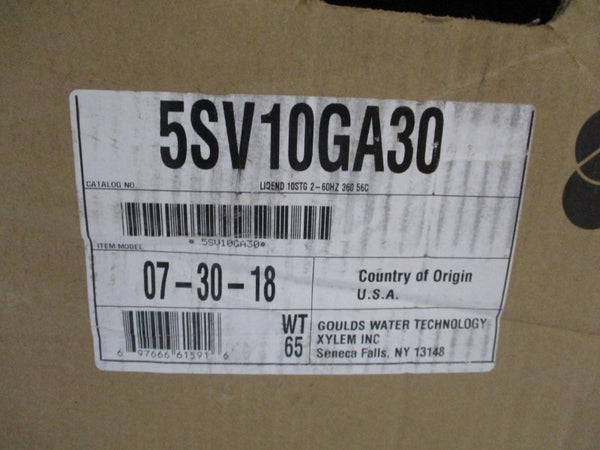 5SV10GA30
CATALOG NO.
LIQEND 10STG 2-60HZ 360 56C
* 5SV10GA30*
ITEM MODEL
07-30-18
Country of Origin
U.S.A.
WT
65
GOULDS WATER TECHNOLOGY
XYLEM INC
Seneca Falls, NY 13148
6 97666 61591 6